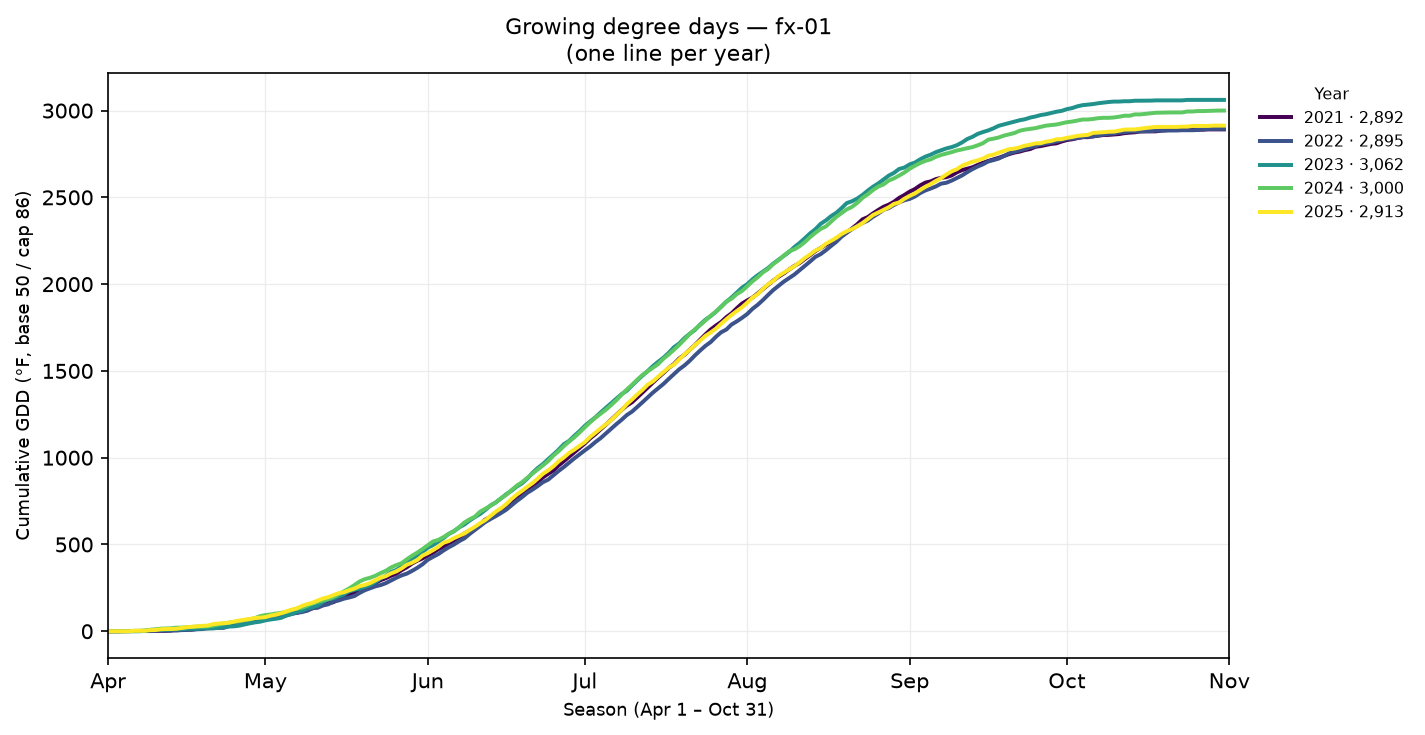 Growing degree days — fx-01
(one line per year)
Cumulative GDD (°F, base 50 / cap 86)
3000
2500
2000
1500
1000
500
0
Apr May Jun Jul Aug Sep Oct Nov
Season (Apr 1 – Oct 31)
Year
2021 · 2,892
2022 · 2,895
2023 · 3,062
2024 · 3,000
2025 · 2,913